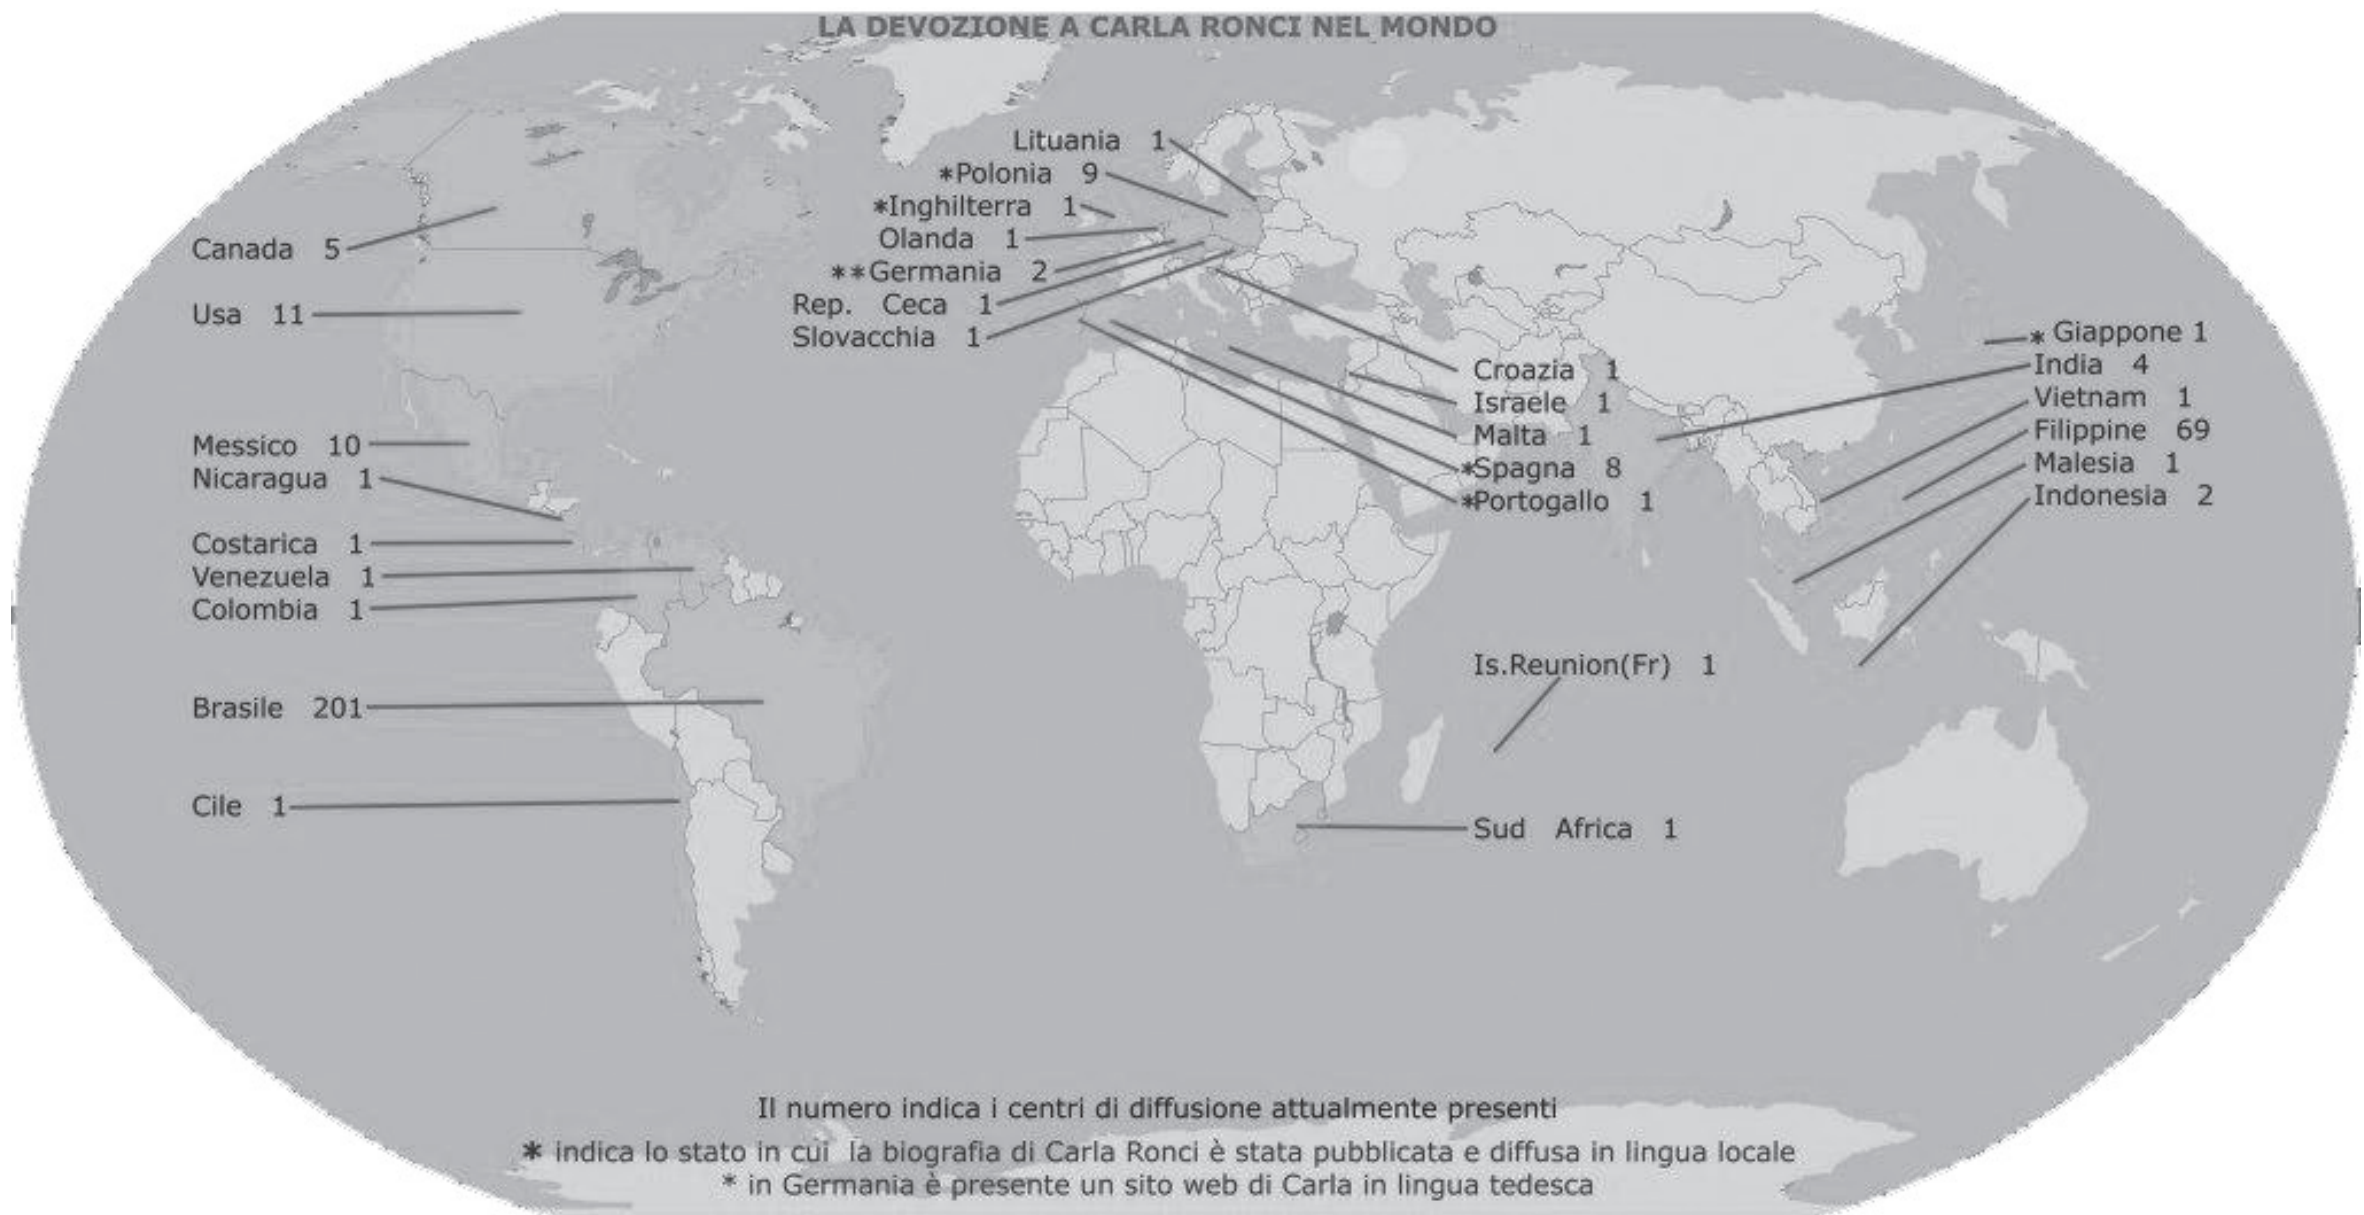 LA DEVOZIONE A CARLA RONCI NEL MONDO
Lituania 1
*Polonia 9
*Inghilterra 1
Olanda 1
**Germania 2
Rep. Ceca 1
Slovacchia 1
Canada 5
Usa 11
Messico 10
Nicaragua 1
Costarica 1
Venezuela 1
Colombia 1
Brasile 201
Cile 1
Croazia 1
Israele 1
Malta 1
*Spagna 8
*Portogallo 1
* Giappone 1
India 4
Vietnam 1
Filippine 69
Malesia 1
Indonesia 2
Is.Reunion(Fr) 1
Sud Africa 1
Il numero indica i centri di diffusione attualmente presenti
* indica lo stato in cui la biografia di Carla Ronci è stata pubblicata e diffusa in lingua locale
* in Germania è presente un sito web di Carla in lingua tedesca